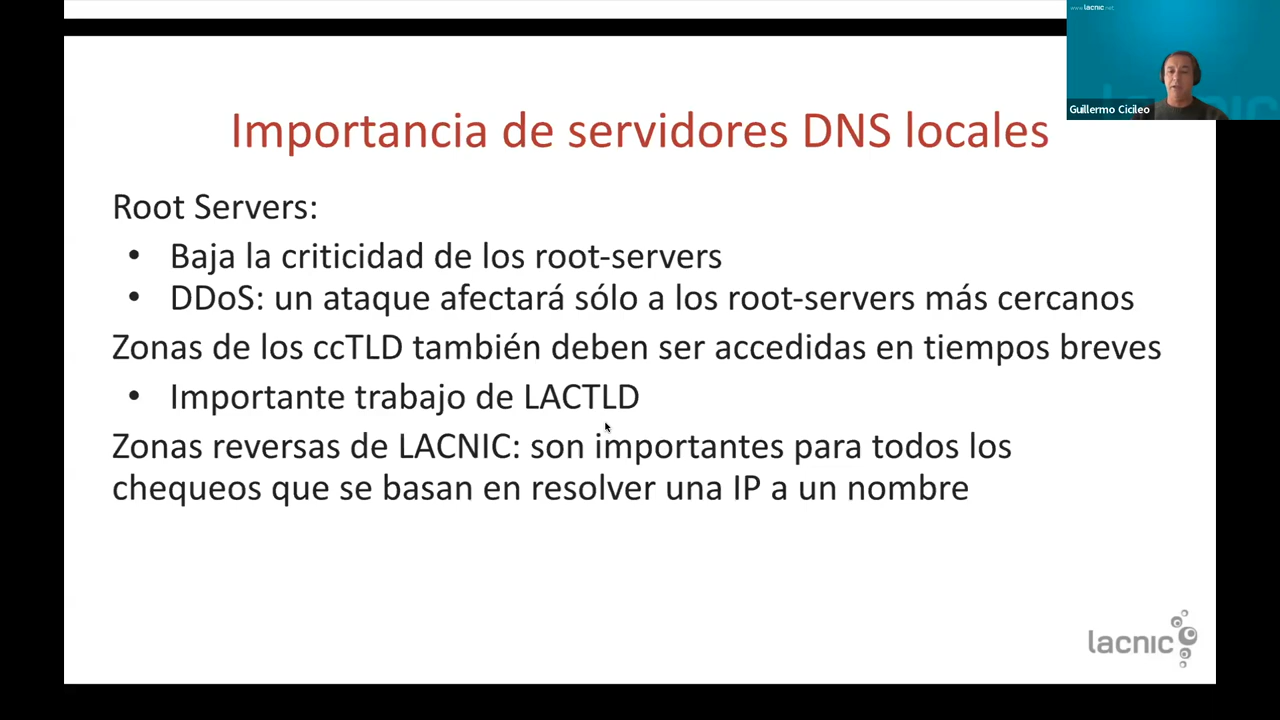 www.lacnic.net
Guillermo Cicileo
Importancia de servidores DNS locales
Root Servers:
• Baja la criticidad de los root-servers
• DDoS: un ataque afectará sólo a los root-servers más cercanos
Zonas de los ccTLD también deben ser accedidas en tiempos breves
• Importante trabajo de LACTLD
Zonas reversas de LACNIC: son importantes para todos los
chequeos que se basan en resolver una IP a un nombre
lacnic